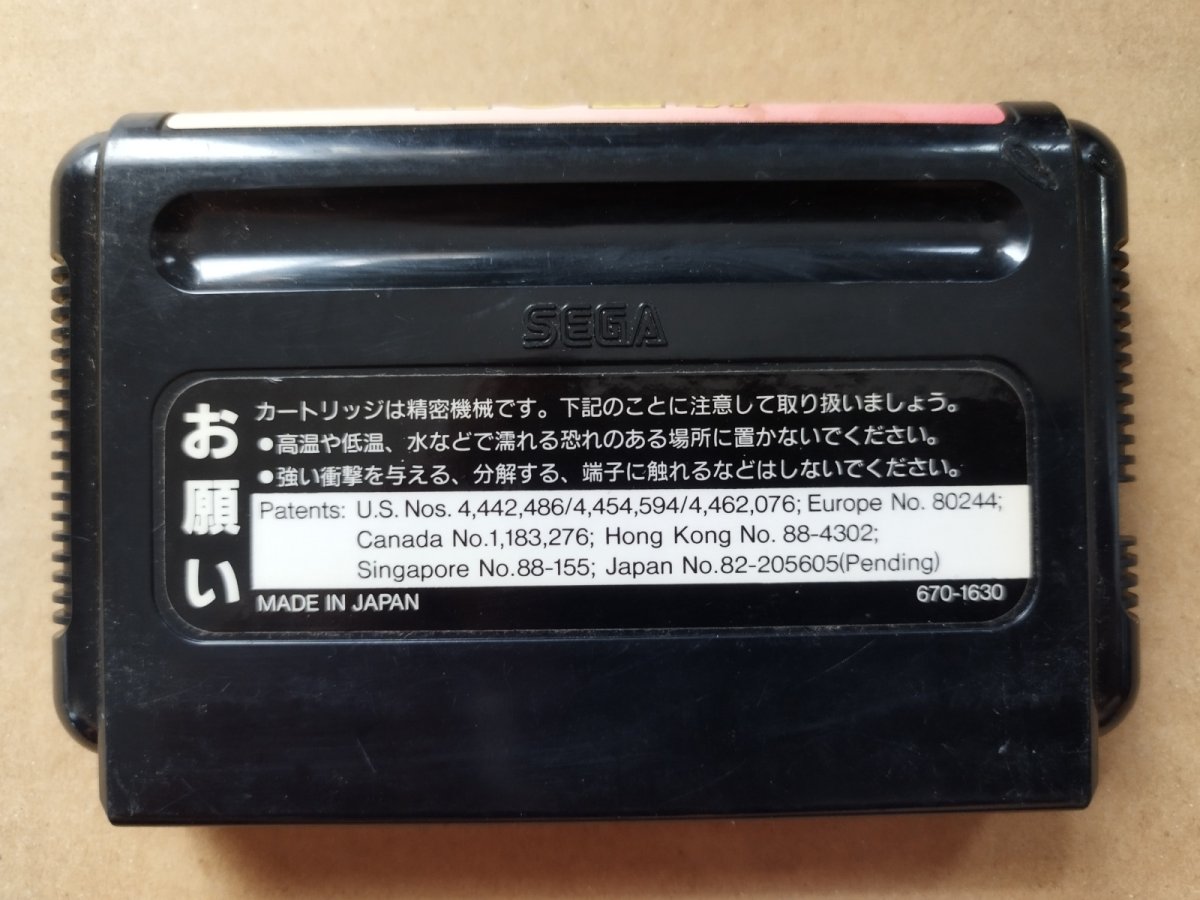 SEGA
お願い
カートリッジは精密機械です。下記のことに注意して取り扱いましょう。
●高温や低温、水などで濡れる恐れのある場所に置かないでください。
●強い衝撃を与える、分解する、端子に触れるなどはしないでください。
Patents: U.S. Nos. 4,442,486/4,454,594/4,462,076; Europe No. 80244;
Canada No.1,183,276; Hong Kong No. 88-4302;
Singapore No.88-155; Japan No.82-205605(Pending)
MADE IN JAPAN 670-1630